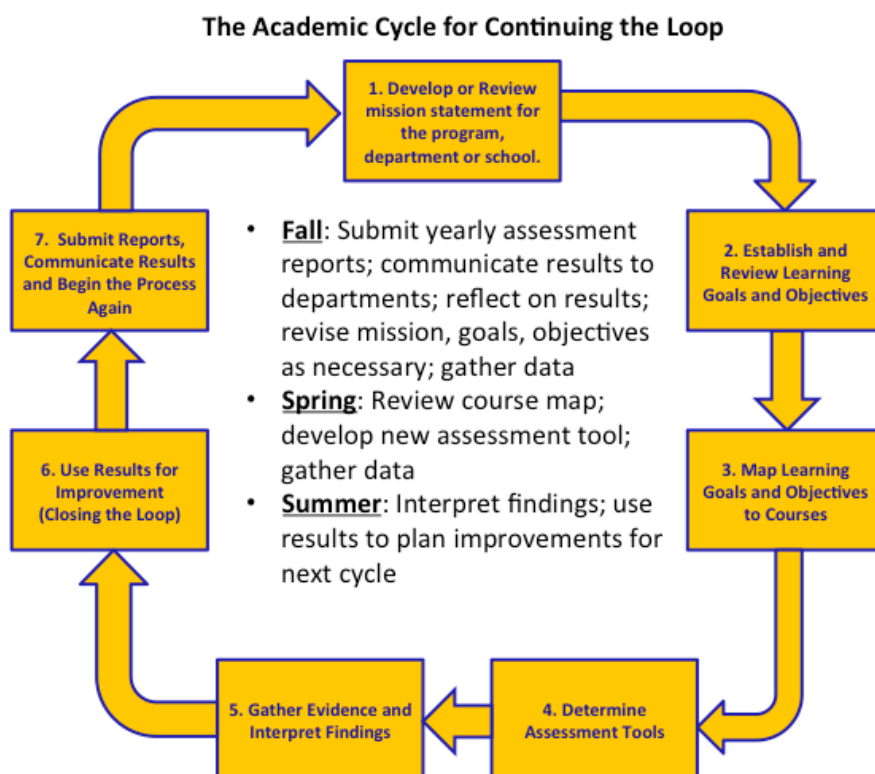 The Academic Cycle for Continuing the Loop
1. Develop or Review
mission statement for
the program,
department or school.
2. Establish and
Review Learning
Goals and Objectives
3. Map Learning
Goals and Objectives
to Courses
4. Determine
Assessment Tools
5. Gather Evidence and
Interpret Findings
6. Use Results for
Improvement
(Closing the Loop)
7. Submit Reports,
Communicate Results
and Begin the Process
Again
• Fall: Submit yearly assessment
reports; communicate results to
departments; reflect on results;
revise mission, goals, objectives
as necessary; gather data
• Spring: Review course map;
develop new assessment tool;
gather data
• Summer: Interpret findings; use
results to plan improvements for
next cycle